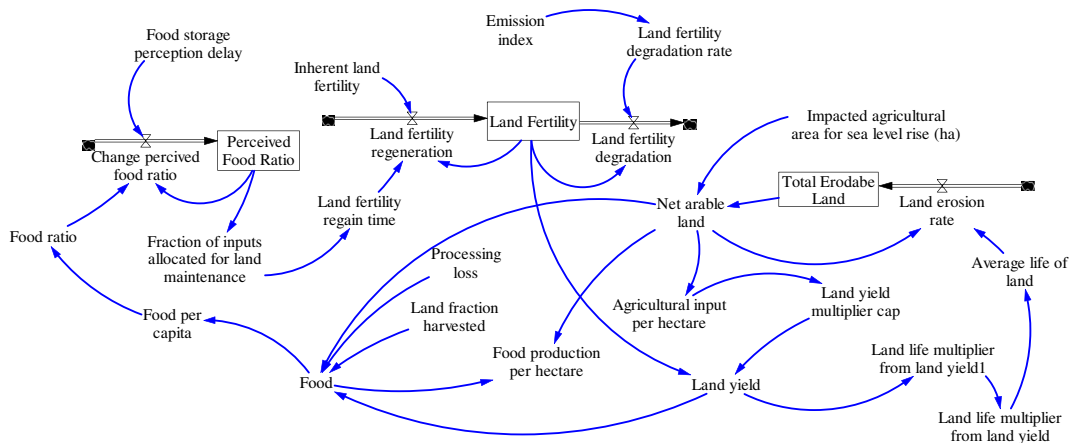 Food storage
perception delay
Inherent land
fertility
Emission
index
Land fertility
degradation rate
Change percived
food ratio
Perceived
Food Ratio
Land fertility
regeneration
Land Fertility
Land fertility
degradation
Impacted agricultural
area for sea level rise (ha)
Total Erodabe
Land
Land erosion
rate
Net arable
land
Land fertility
regain time
Food ratio
Fraction of inputs
allocated for land
maintenance
Processing
loss
Land fraction
harvested
Agricultural input
per hectare
Land yield
multiplier cap
Average life of
land
Food per
capita
Food production
per hectare
Food
Land yield
Land life multiplier
from land yield1
Land life multiplier
from land yield